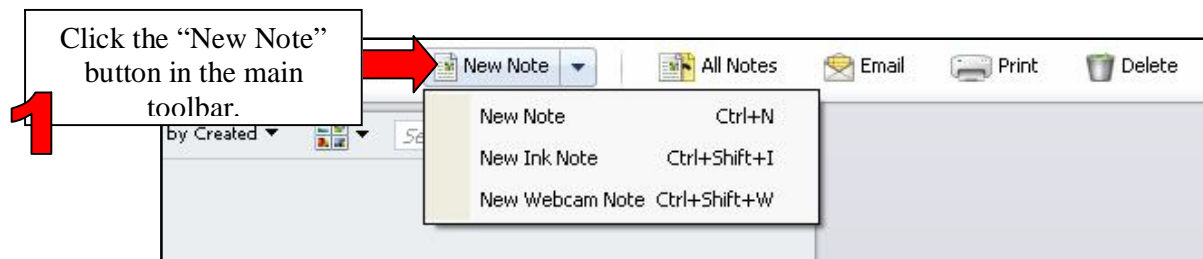 Click the “New Note”
button in the main
toolbar.
1
New Note All Notes Email Print Delete
New Note Ctrl+N
New Ink Note Ctrl+Shift+I
New Webcam Note Ctrl+Shift+W
by Created
Se